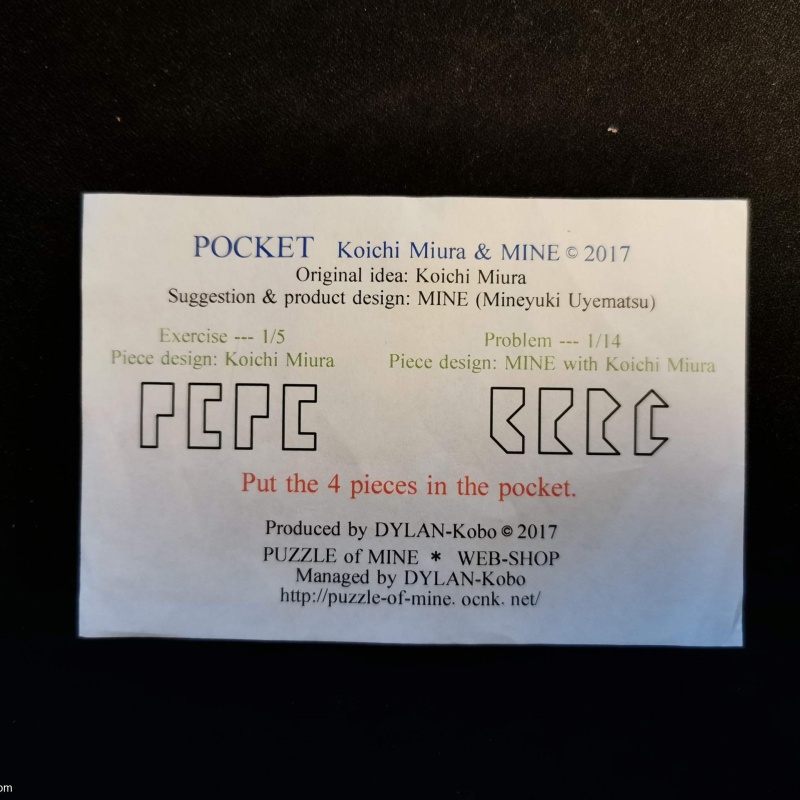 POCKET Koichi Miura & MINE © 2017
Original idea: Koichi Miura
Suggestion & product design: MINE (Mineyuki Uyematsu)
Exercise --- 1/5
Piece design: Koichi Miura
Problem --- 1/14
Piece design: MINE with Koichi Miura
Put the 4 pieces in the pocket.
Produced by DYLAN-Kobo © 2017
PUZZLE of MINE * WEB-SHOP
Managed by DYLAN-Kobo
http://puzzle-of-mine. ocnk. net/
om